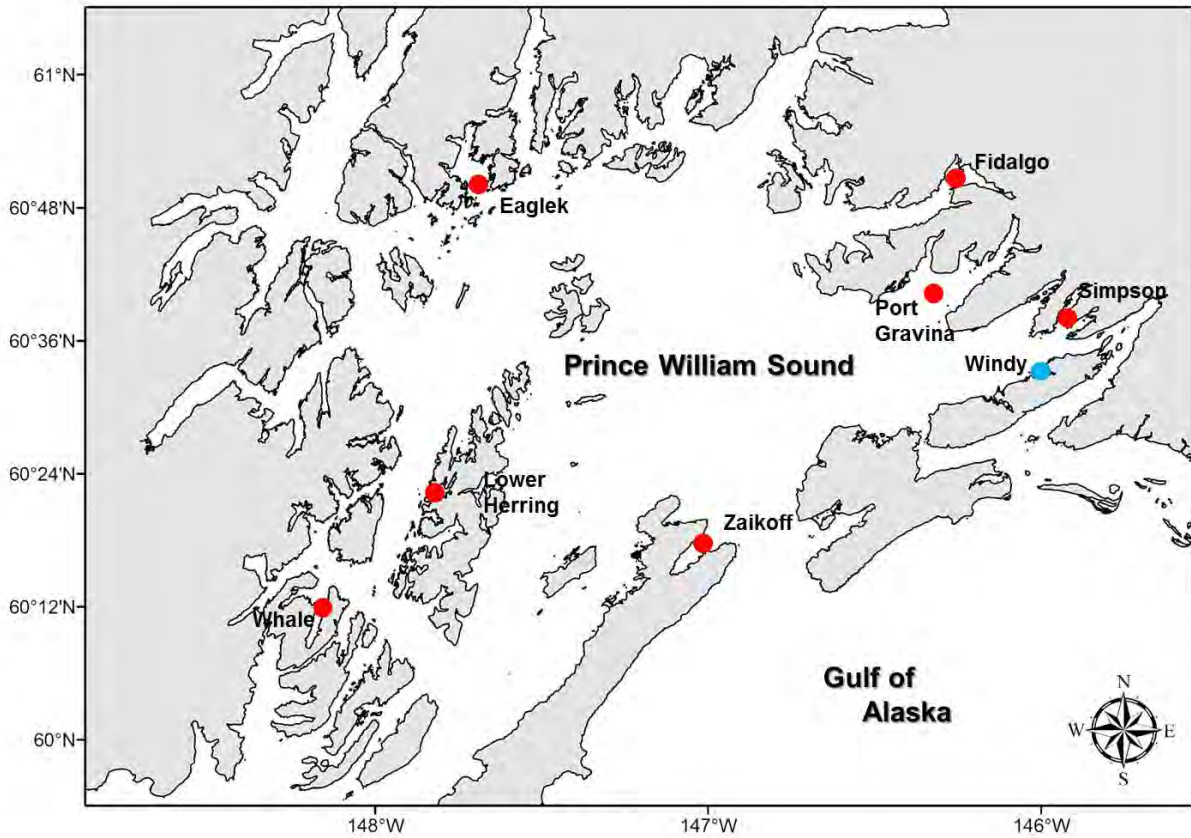 61°N
Fidalgo
60°48'N
Eaglek
Simpson
Port
Gravina
60°36'N
Prince William Sound
Windy
60°24'N
Lower
Herring
Zaikoff
60°12'N
Whale
Gulf of
Alaska
N
W
E
S
60°N
148°W
147°W
146°W